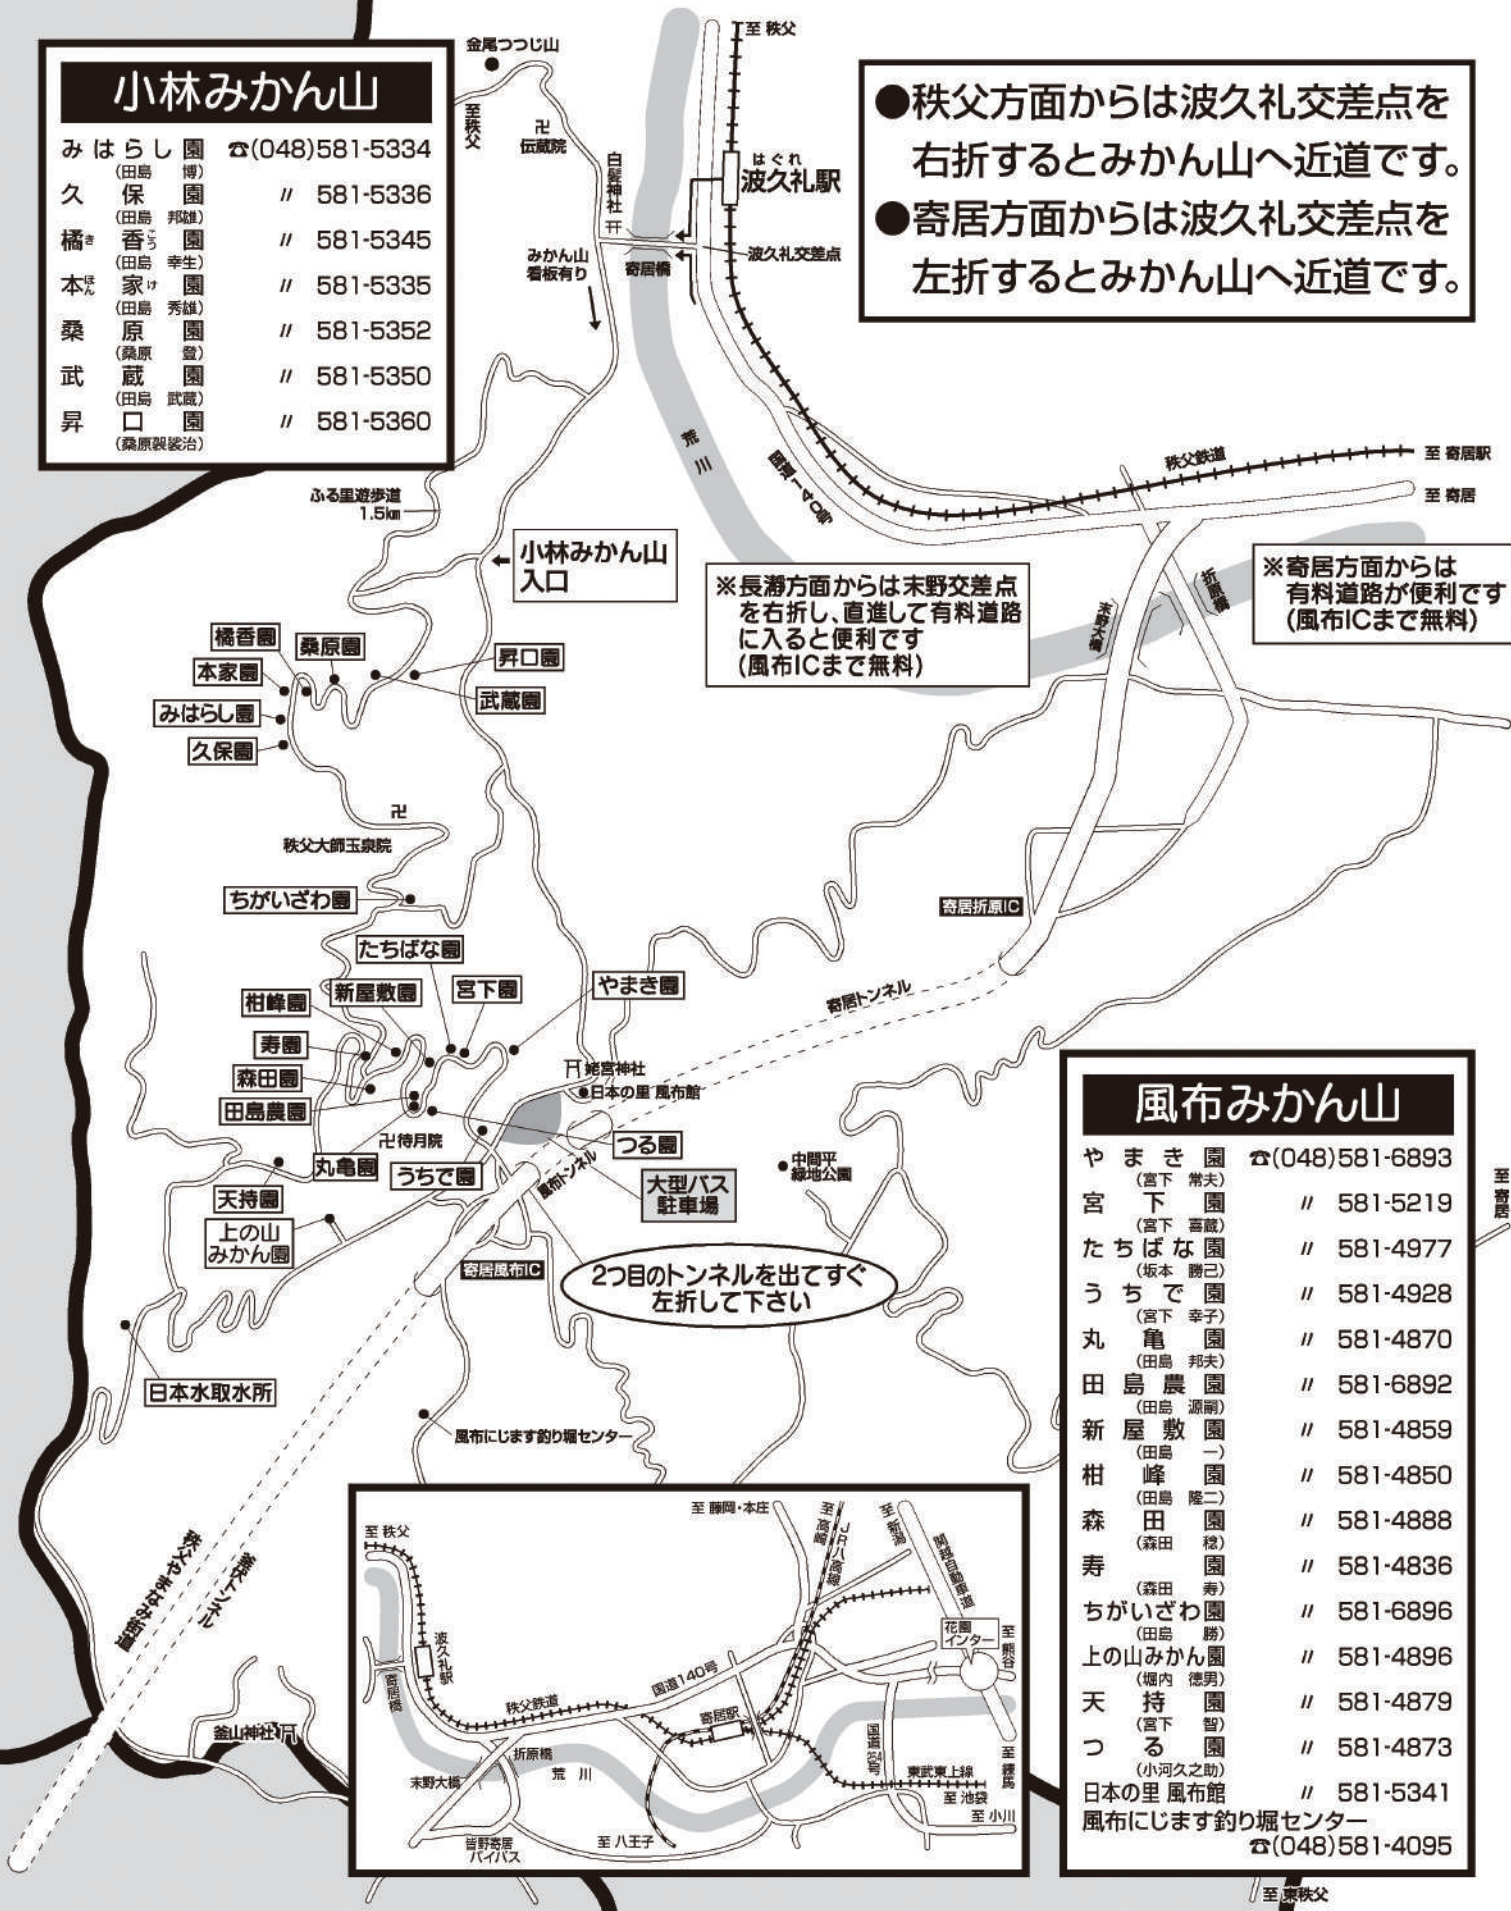 小林みかん山
みはらし園 ☎(048)581-5334
(田島 博)
久保園 〃 581-5336
(田島 邦雄)
橘き香こう園 〃 581-5345
(田島 幸生)
本ほん家け園 〃 581-5335
(田島 秀雄)
桑原園 〃 581-5352
(桑原 登)
武蔵園 〃 581-5350
(田島 武蔵)
昇口園 〃 581-5360
(桑原袈裟治)
金尾つつじ山
至秩父
卍
伝蔵院
白髪神社
みかん山
看板有り
寄居橋
至 秩父
はぐれ
波久礼駅
波久礼交差点
●秩父方面からは波久礼交差点を
右折するとみかん山へ近道です。
●寄居方面からは波久礼交差点を
左折するとみかん山へ近道です。
荒川
国道140号
秩父鉄道
至 寄居駅
至 寄居
ふる里遊歩道
1.5km
小林みかん山
入口
※長瀞方面からは末野交差点
を右折し、直進して有料道路
に入ると便利です
(風布ICまで無料)
末野大橋
折原橋
※寄居方面からは
有料道路が便利です
(風布ICまで無料)
橘香園
桑原園
昇口園
本家園
武蔵園
みはらし園
久保園
卍
秩父大師玉泉院
ちがいざわ園
寄居折原IC
たちばな園
新屋敷園
宮下園
やまき園
柑峰園
寿園
森田園
田島農園
丸亀園
卍待月院
うちで園
つる園
姥宮神社
日本の里 風布館
寄居トンネル
風布トンネル
大型バス
駐車場
中間平
緑地公園
天持園
上の山
みかん園
寄居風布IC
2つ目のトンネルを出てすぐ
左折して下さい
日本水取水所
風布にじます釣り堀センター
釜伏トンネル
秩父やまなみ街道
釜山神社
至 寄居
風布みかん山
やまき園 ☎(048)581-6893
(宮下 常夫)
宮下園 〃 581-5219
(宮下 喜蔵)
たちばな園 〃 581-4977
(坂本 勝己)
うちで園 〃 581-4928
(宮下 幸子)
丸亀園 〃 581-4870
(田島 邦夫)
田島農園 〃 581-6892
(田島 源嗣)
新屋敷園 〃 581-4859
(田島 一)
柑峰園 〃 581-4850
(田島 隆二)
森田園 〃 581-4888
(森田 稔)
寿園 〃 581-4836
(森田 寿)
ちがいざわ園 〃 581-6896
(田島 勝)
上の山みかん園 〃 581-4896
(堀内 徳男)
天持園 〃 581-4879
(宮下 智)
つる園 〃 581-4873
(小河久之助)
日本の里 風布館 〃 581-5341
風布にじます釣り堀センター
☎(048)581-4095
至 東秩父
至 秩父
波久礼駅
寄居橋
秩父鉄道
国道140号
至 藤岡・本庄
至 高崎
JR八高線
至 新潟
関越自動車道
花園
インター
至 熊谷
寄居駅
国道254号
至 練馬
末野大橋
折原橋
荒川
東武東上線
至 池袋
至 小川
至 八王子
皆野寄居
バイパス